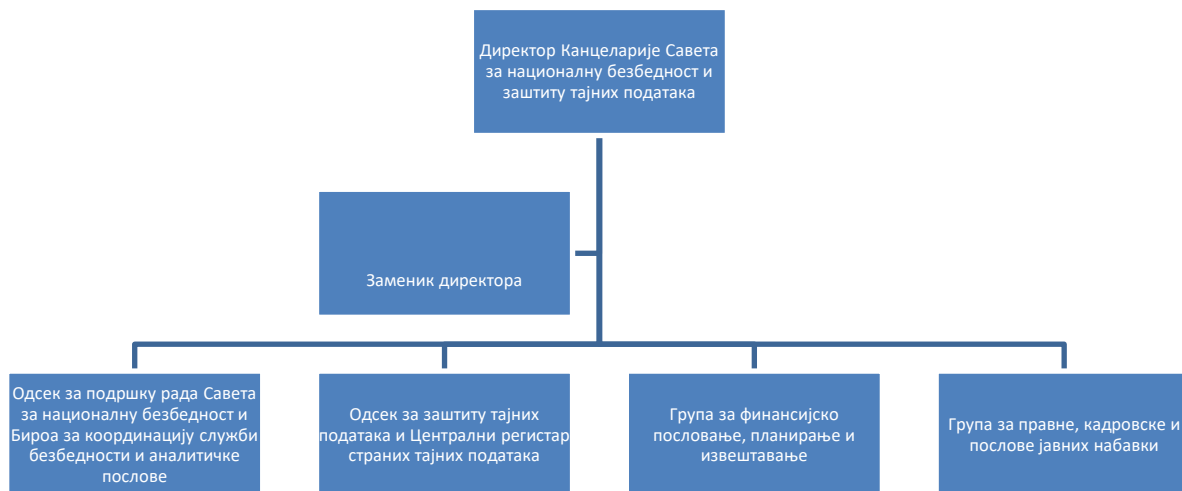 Директор Канцеларије Савета
за националну безбедност и
заштиту тајних података
Заменик директора
Одсек за подршку рада Савета
за националну безбедност и
Бироа за координацију служби
безбедности и аналитичке
послове
Одсек за заштиту тајних
података и Централни регистар
страних тајних података
Група за финансијско
пословање, планирање и
извештавање
Група за правне, кадровске и
послове јавних набавки